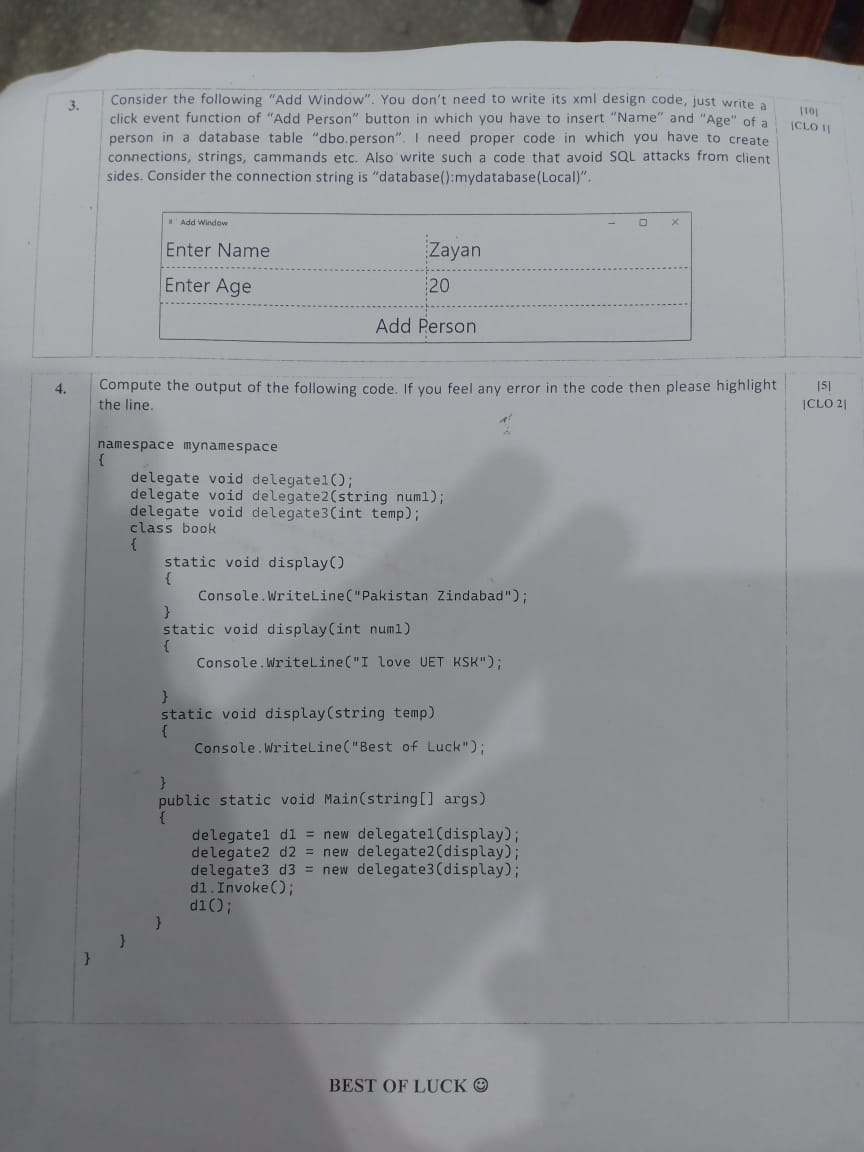 3.
Consider the following “Add Window”. You don’t need to write its xml design code, just write a
click event function of “Add Person” button in which you have to insert “Name” and “Age” of a
person in a database table “dbo.person”. I need proper code in which you have to create
connections, strings, cammands etc. Also write such a code that avoid SQL attacks from client
sides. Consider the connection string is “database():mydatabase(Local)”.
|10|
|CLO 1|
Add Window
Enter Name Zayan
Enter Age 20
Add Person
4.
Compute the output of the following code. If you feel any error in the code then please highlight
the line.
|5|
|CLO 2|
namespace mynamespace
{
delegate void delegate1();
delegate void delegate2(string num1);
delegate void delegate3(int temp);
class book
{
static void display()
{
Console.WriteLine("Pakistan Zindabad");
}
static void display(int num1)
{
Console.WriteLine("I love UET KSK");
}
static void display(string temp)
{
Console.WriteLine("Best of Luck");
}
public static void Main(string[] args)
{
delegate1 d1 = new delegate1(display);
delegate2 d2 = new delegate2(display);
delegate3 d3 = new delegate3(display);
d1.Invoke();
d1();
}
}
}
BEST OF LUCK ☺